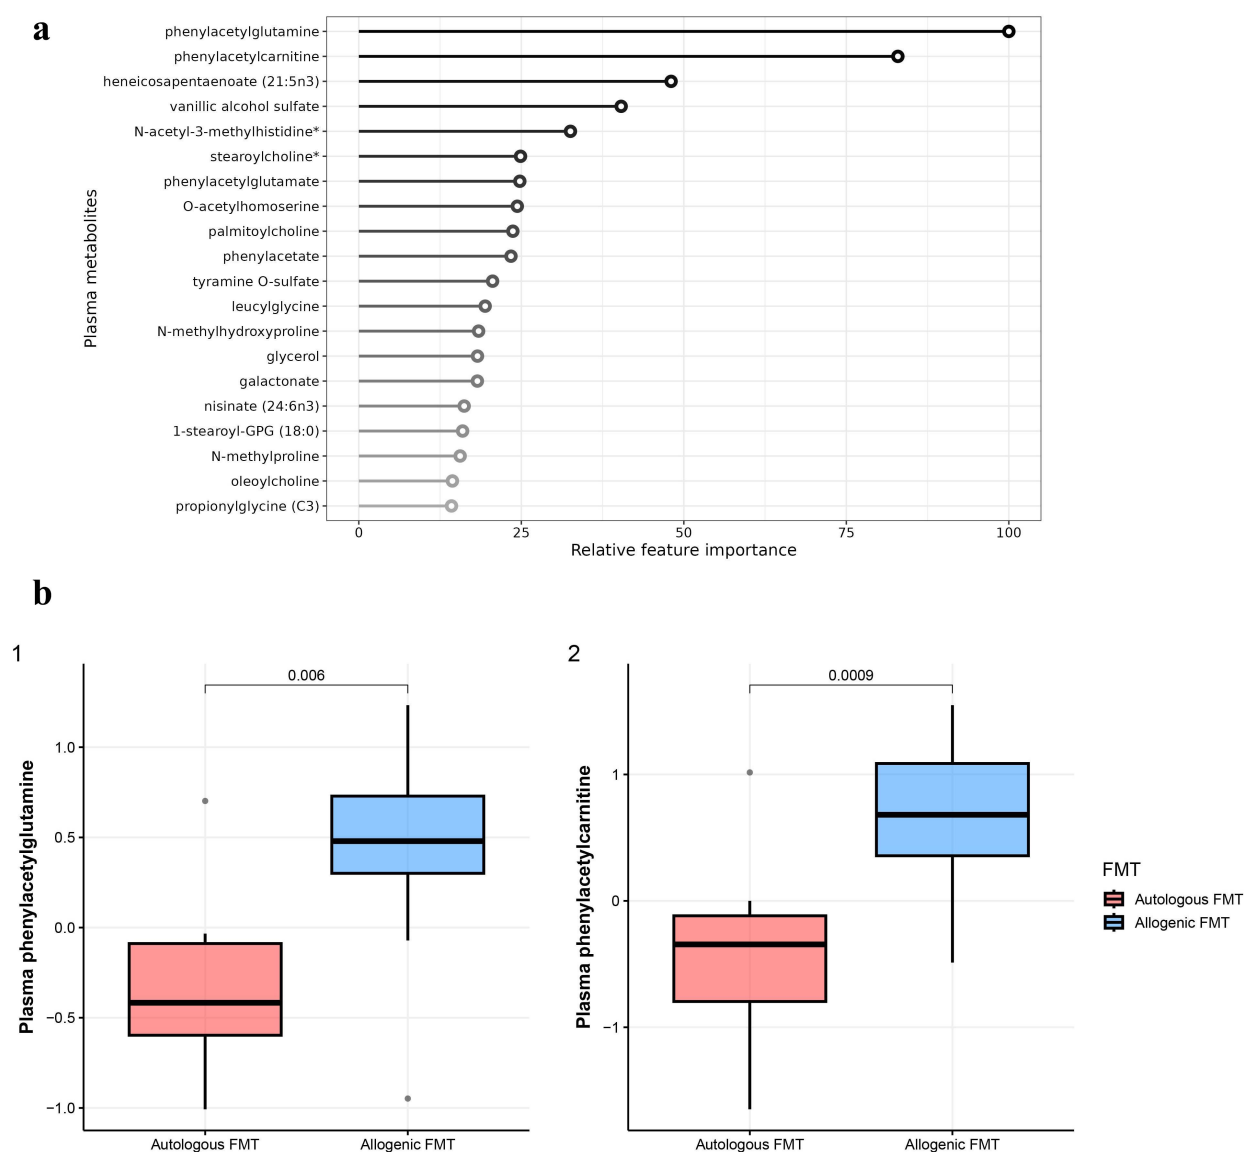 a
phenylacetylglutamine
phenylacetylcarnitine
heneicosapentaenoate (21:5n3)
vanillic alcohol sulfate
N-acetyl-3-methylhistidine*
stearoylcholine*
phenylacetylglutamate
O-acetylhomoserine
palmitoylcholine
phenylacetate
tyramine O-sulfate
leucylglycine
N-methylhydroxyproline
glycerol
galactonate
nisinate (24:6n3)
1-stearoyl-GPG (18:0)
N-methylproline
oleoylcholine
propionylglycine (C3)
Plasma metabolites
0 25 50 75 100
Relative feature importance
b
1
0.006
1.0
0.5
0.0
−0.5
−1.0
Plasma phenylacetylglutamine
Autologous FMT Allogenic FMT
2
0.0009
1
0
−1
Plasma phenylacetylcarnitine
Autologous FMT Allogenic FMT
FMT
Autologous FMT
Allogenic FMT